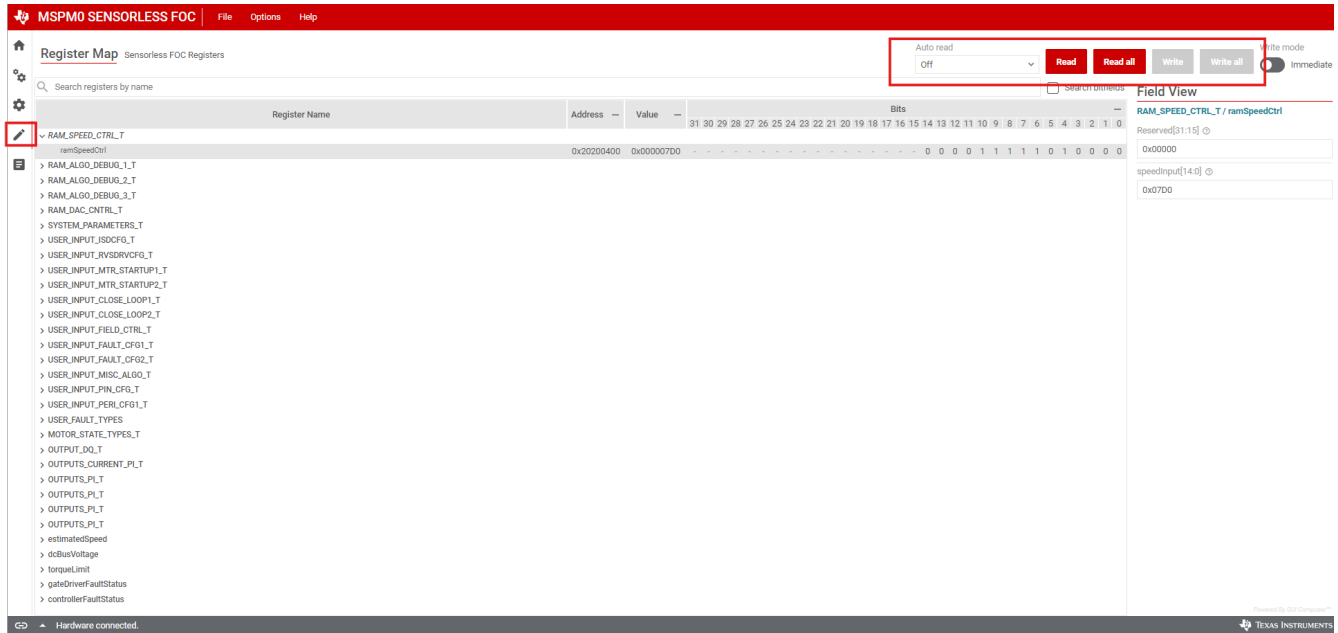 MSPM0 SENSORLESS FOC File Options Help
Register Map Sensorless FOC Registers
Auto read
Off
Read
Read all
Write
Write all
Write mode
Immediate
Search registers by name
Search bitfields
Field View
Register Name Address Value Bits
31 30 29 28 27 26 25 24 23 22 21 20 19 18 17 16 15 14 13 12 11 10 9 8 7 6 5 4 3 2 1 0
RAM_SPEED_CTRL_T
ramSpeedCtrl 0x20200400 0x000007D0 - - - - - - - - - - - - - - - - - 0 0 0 0 1 1 1 1 1 0 1 0 0 0 0
RAM_ALGO_DEBUG_1_T
RAM_ALGO_DEBUG_2_T
RAM_ALGO_DEBUG_3_T
RAM_DAC_CNTRL_T
SYSTEM_PARAMETERS_T
USER_INPUT_ISDCFG_T
USER_INPUT_RVSDRVCFG_T
USER_INPUT_MTR_STARTUP1_T
USER_INPUT_MTR_STARTUP2_T
USER_INPUT_CLOSE_LOOP1_T
USER_INPUT_CLOSE_LOOP2_T
USER_INPUT_FIELD_CTRL_T
USER_INPUT_FAULT_CFG1_T
USER_INPUT_FAULT_CFG2_T
USER_INPUT_MISC_ALGO_T
USER_INPUT_PIN_CFG_T
USER_INPUT_PERI_CFG1_T
USER_FAULT_TYPES
MOTOR_STATE_TYPES_T
OUTPUT_DQ_T
OUTPUTS_CURRENT_PI_T
OUTPUTS_PI_T
OUTPUTS_PI_T
OUTPUTS_PI_T
OUTPUTS_PI_T
estimatedSpeed
dcBusVoltage
torqueLimit
gateDriverFaultStatus
controllerFaultStatus
RAM_SPEED_CTRL_T / ramSpeedCtrl
Reserved[31:15]
0x00000
speedInput[14:0]
0x07D0
Powered By GUI Composer™
Hardware connected.
TEXAS INSTRUMENTS